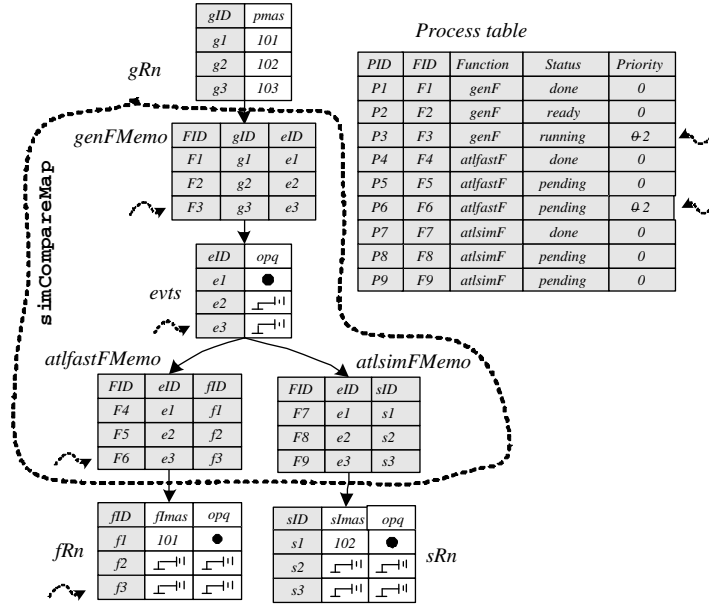 gID pmas
g1 101
g2 102
g3 103
gRn
Process table
PID FID Function Status Priority
P1 F1 genF done 0
P2 F2 genF ready 0
P3 F3 genF running 0 2
P4 F4 atlfastF done 0
P5 F5 atlfastF pending 0
P6 F6 atlfastF pending 0 2
P7 F7 atlsimF done 0
P8 F8 atlsimF pending 0
P9 F9 atlsimF pending 0
simCompareMap
genFMemo
FID gID eID
F1 g1 e1
F2 g2 e2
F3 g3 e3
evts
eID opq
e1
e2
e3
atlfastFMemo
FID eID fID
F4 e1 f1
F5 e2 f2
F6 e3 f3
atlsimFMemo
FID eID sID
F7 e1 s1
F8 e2 s2
F9 e3 s3
fRn
fID fImas opq
f1 101
f2
f3
sID sImas opq
s1 102
s2
s3
sRn